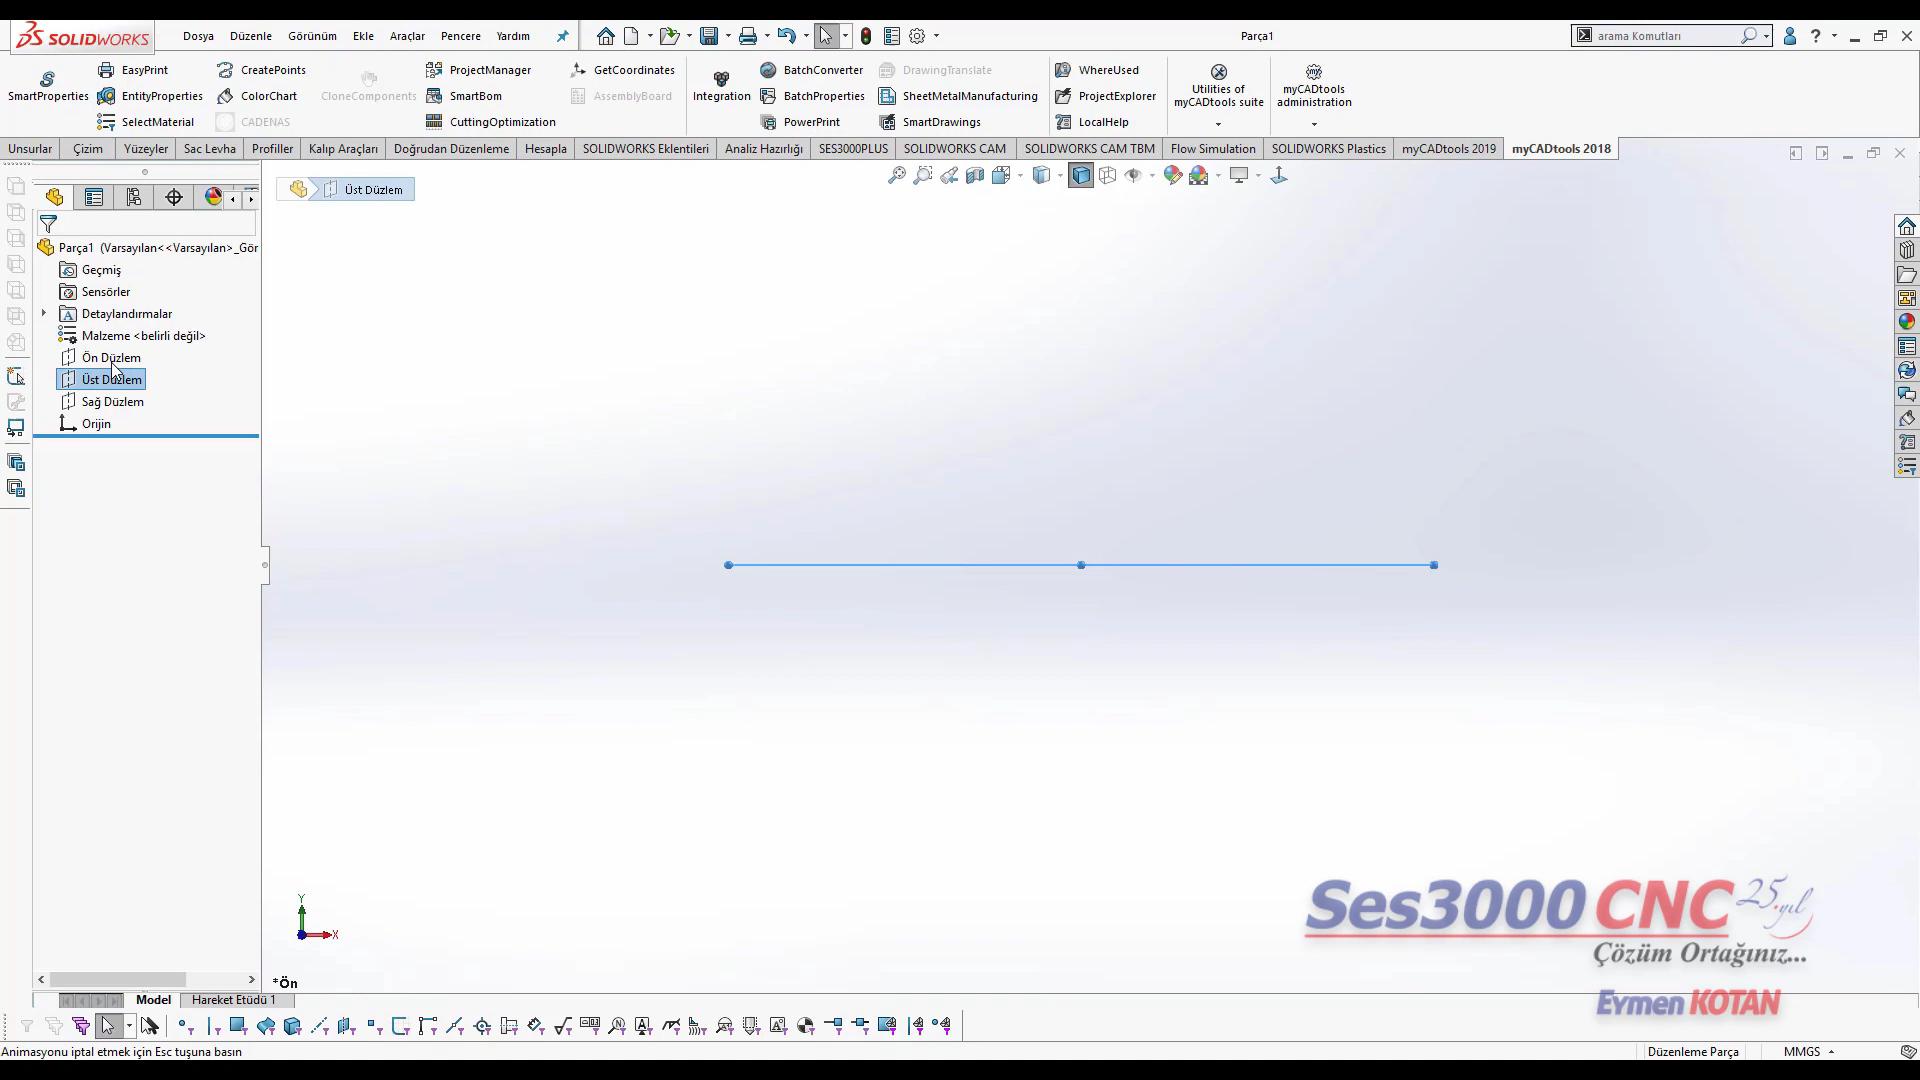 SOLIDWORKS
Dosya Düzenle Görünüm Ekle Araçlar Pencere Yardım
Parça1
arama Komutları
SmartProperties
EasyPrint
EntityProperties
SelectMaterial
CreatePoints
ColorChart
CADENAS
CloneComponents
ProjectManager
SmartBom
CuttingOptimization
GetCoordinates
AssemblyBoard
Integration
BatchConverter
BatchProperties
PowerPrint
DrawingTranslate
SheetMetalManufacturing
SmartDrawings
WhereUsed
ProjectExplorer
LocalHelp
Utilities of
myCADtools suite
myCADtools
administration
Unsurlar Çizim Yüzeyler Sac Levha Profiller Kalıp Araçları Doğrudan Düzenleme Hesapla SOLIDWORKS Eklentileri Analiz Hazırlığı SES3000PLUS SOLIDWORKS CAM SOLIDWORKS CAM TBM Flow Simulation SOLIDWORKS Plastics myCADtools 2019 myCADtools 2018
Üst Düzlem
Parça1 (Varsayılan<<Varsayılan>_Gör
Geçmiş
Sensörler
Detaylandırmalar
Malzeme <belirli değil>
Ön Düzlem
Üst Düzlem
Sağ Düzlem
Orijin
Y
X
*Ön
Ses3000 CNC 25.yıl
Çözüm Ortağınız...
Eymen KOTAN
Model Hareket Etüdü 1
Animasyonu iptal etmek için Esc tuşuna basın
Düzenleme Parça MMGS